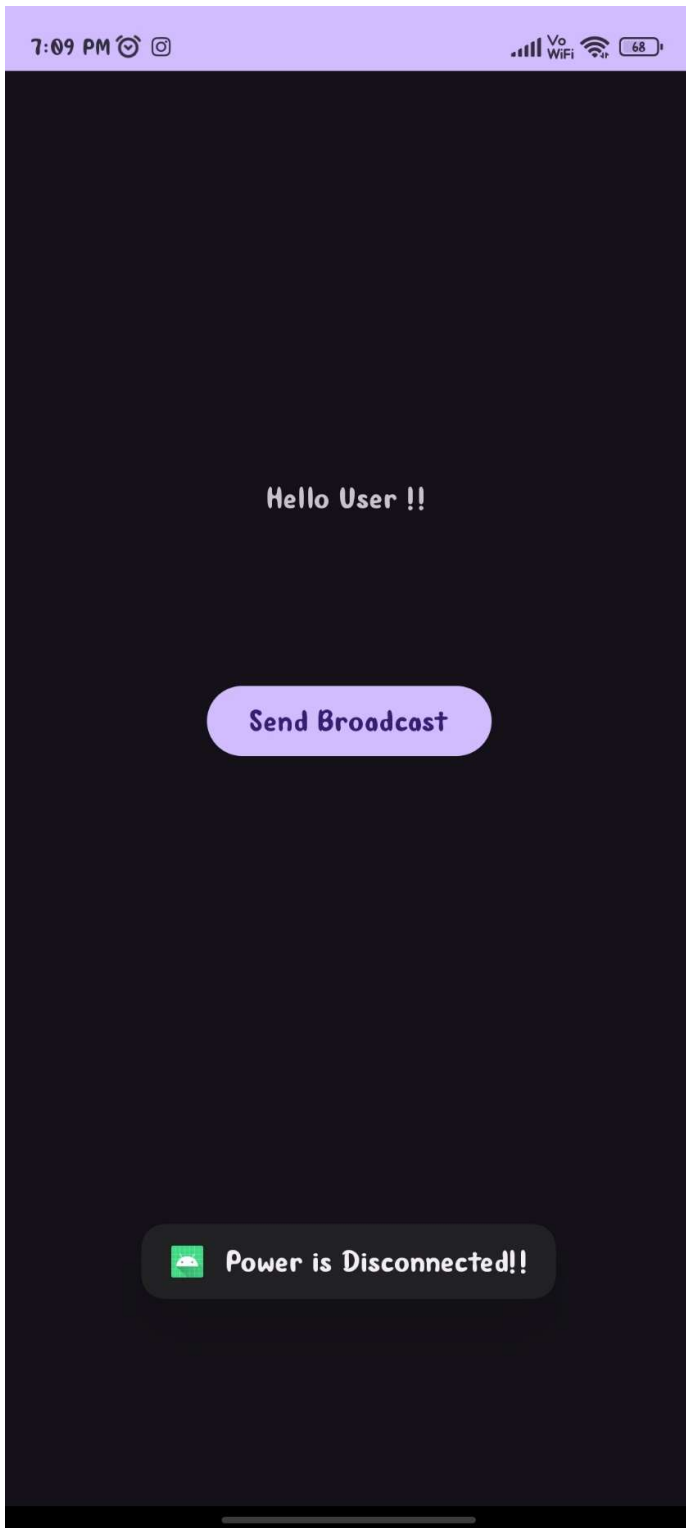 7:09 PM
Vo
WiFi
68
Hello User !!
Send Broadcast
Power is Disconnected!!